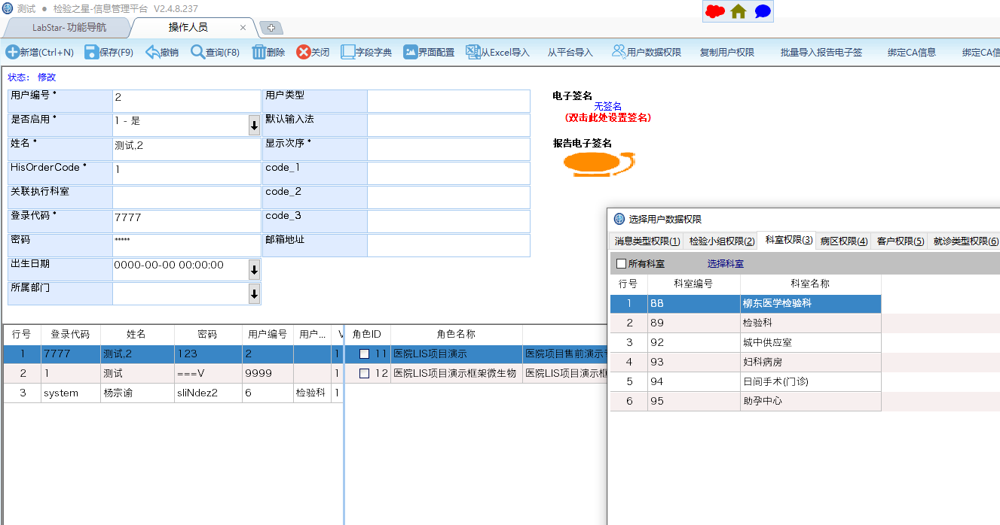 测试 ● 检验之星-信息管理平台 V2.4.8.237
LabStar- 功能导航 操作人员 ×
新增(Ctrl+N) 保存(F9) 撤销 查询(F8) 删除 关闭 字段字典 界面配置 从Excel导入 从平台导入 用户数据权限 复制用户权限 批量导入报告电子签 绑定CA信息 绑定CA信
状态: 修改
用户编号 * 2 用户类型
是否启用 * 1 - 是 默认输入法
姓名 * 测试,2 显示次序 *
HisOrderCode * 1 code_1
关联执行科室 code_2
登录代码 * 7777 code_3
密码 ***** 邮箱地址
出生日期 0000-00-00 00:00:00
所属部门
电子签名
无签名
(双击此处设置签名)
报告电子签名
行号 登录代码 姓名 密码 用户编号 用户...
1 7777 测试,2 123 2 1
2 1 测试 ===V 9999 1
3 system 杨宗谕 sliNdez2 6 检验科 1
角色ID 角色名称
11 医院LIS项目演示 医院项目售前演示
12 医院LIS项目演示框架微生物 医院LIS项目演示框
选择用户数据权限
消息类型权限(1) 检验小组权限(2) 科室权限(3) 病区权限(4) 客户权限(5) 就诊类型权限(6)
所有科室 选择科室
行号 科室编号 科室名称
1 88 柳东医学检验科
2 89 检验科
3 92 城中供应室
4 93 妇科病房
5 94 日间手术(门诊)
6 95 助孕中心